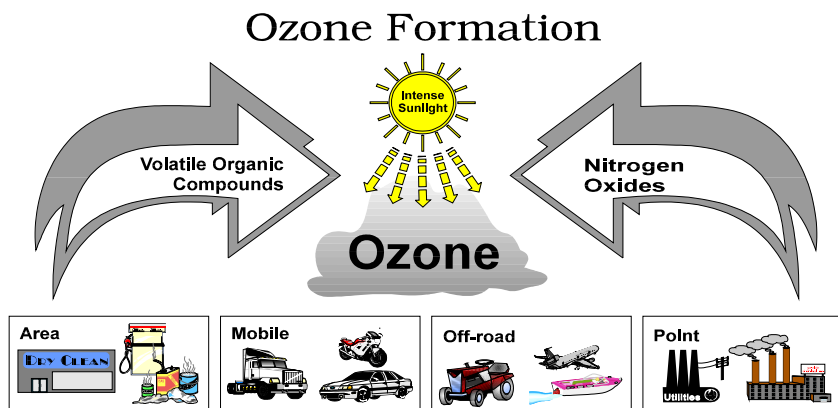 Ozone Formation
Intense
Sunlight
Volatile Organic
Compounds
Nitrogen
Oxides
Ozone
Area
Mobile
Off-road
Point
DRY CLEAN
Utilities